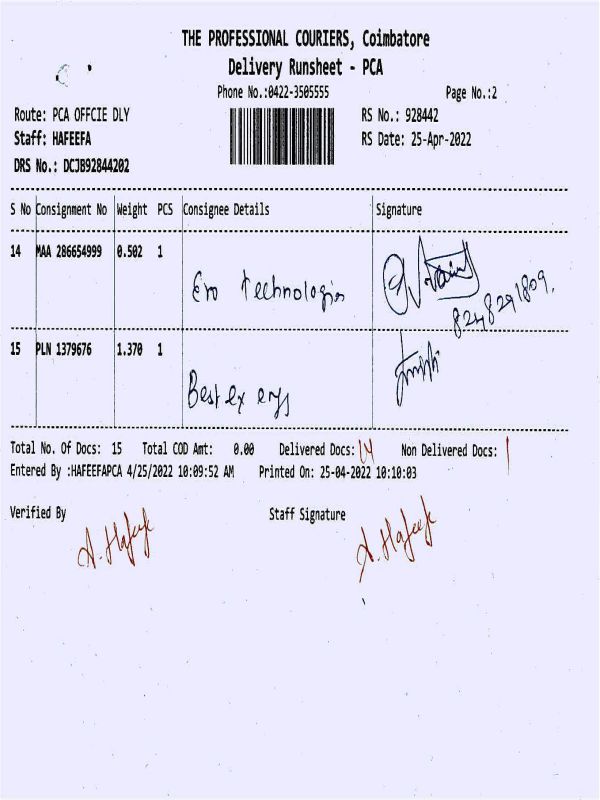 THE PROFESSIONAL COURIERS, Coimbatore
Delivery Runsheet - PCA
Phone No.:0422-3505555 Page No.:2
Route: PCA OFFCIE DLY RS No.: 928442
Staff: HAFEEFA RS Date: 25-Apr-2022
DRS No.: DCJB92844202
S No Consignment No Weight PCS Consignee Details Signature
14 MAA 286654999 0.502 1
Ero Technologies
8248291809
15 PLN 1379676 1.370 1
Best ex
Total No. Of Docs: 15 Total COD Amt: 0.00 Delivered Docs: 14 Non Delivered Docs: 1
Entered By :HAFEEFAPCA 4/25/2022 10:09:52 AM Printed On: 25-04-2022 10:10:03
Verified By Staff Signature
A. Hafeefa A. Hafeefa